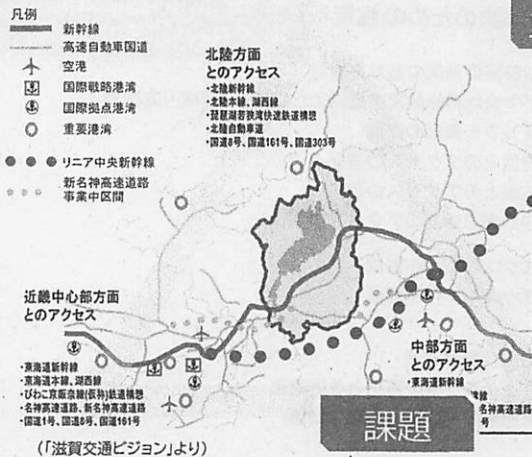 凡例
新幹線
高速自動車国道
空港
国際戦略港湾
国際拠点港湾
重要港湾
リニア中央新幹線
新名神高速道路
事業中区間
北陸方面
とのアクセス
・北陸新幹線
・北陸本線、湖西線
・琵琶湖若狭湾快速鉄道構想
・北陸自動車道
・国道8号、国道161号、国道303号
近畿中心部方面
とのアクセス
・東海道新幹線
・東海道本線、湖西線
・びわこ京阪奈線(仮称)鉄道構想
・名神高速道路、新名神高速道路
・国道1号、国道8号、国道161号
中部方面
とのアクセス
・東海道新幹線
線
名神高速道路
号
課題
(「滋賀交通ビジョン」より)